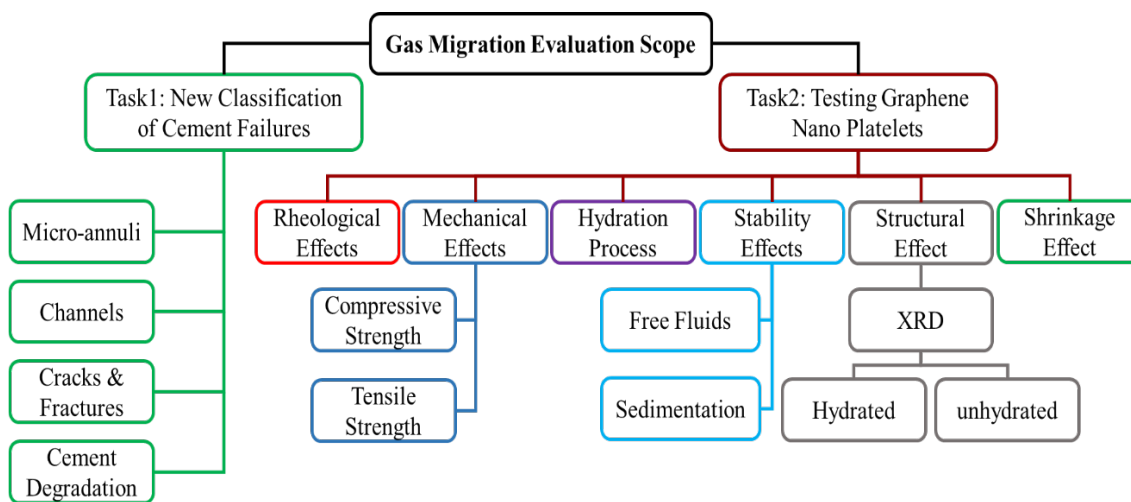 Gas Migration Evaluation Scope
Task1: New Classification
of Cement Failures
Task2: Testing Graphene
Nano Platelets
Micro-annuli
Channels
Cracks &
Fractures
Cement
Degradation
Rheological
Effects
Mechanical
Effects
Hydration
Process
Stability
Effects
Structural
Effect
Shrinkage
Effect
Compressive
Strength
Tensile
Strength
Free Fluids
Sedimentation
XRD
Hydrated
unhydrated